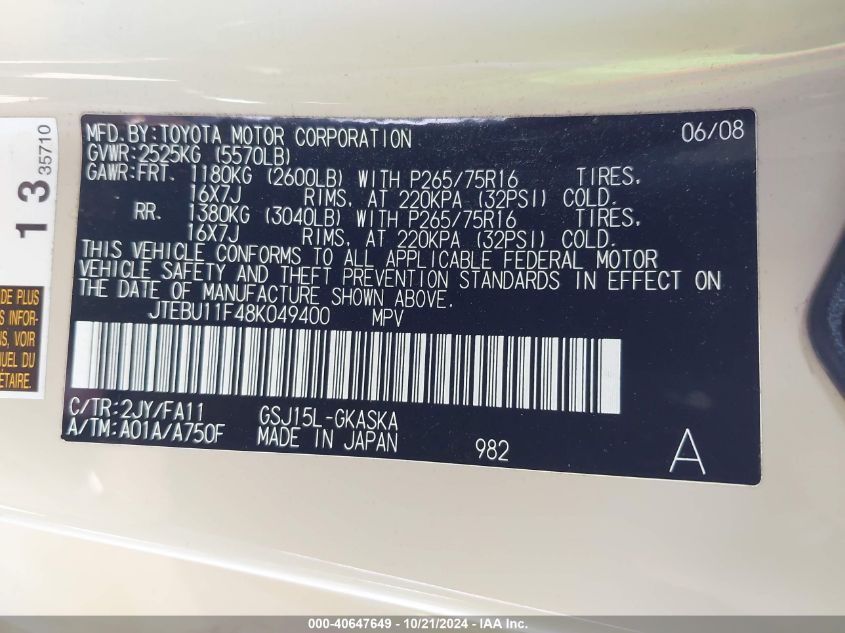 MFD.BY:TOYOTA MOTOR CORPORATION 06/08
GVWR:2525KG (5570LB)
GAWR:FRT. 1180KG (2600LB) WITH P265/75R16 TIRES,
16X7J RIMS, AT 220KPA (32PSI) COLD.
RR. 1380KG (3040LB) WITH P265/75R16 TIRES,
16X7J RIMS, AT 220KPA (32PSI) COLD.
THIS VEHICLE CONFORMS TO ALL APPLICABLE FEDERAL MOTOR
VEHICLE SAFETY AND THEFT PREVENTION STANDARDS IN EFFECT ON
THE DATE OF MANUFACTURE SHOWN ABOVE.
JTEBU11F48K049400 MPV
C/TR:2JY/FA11 GSJ15L-GKASKA
A/TM:A01A/A750F MADE IN JAPAN 982 A
1 3 35710
DE PLUS
INFOR-
NS, VOIR
NUEL DU
ÉTAIRE.
000-40647649 - 10/21/2024 - IAA Inc.